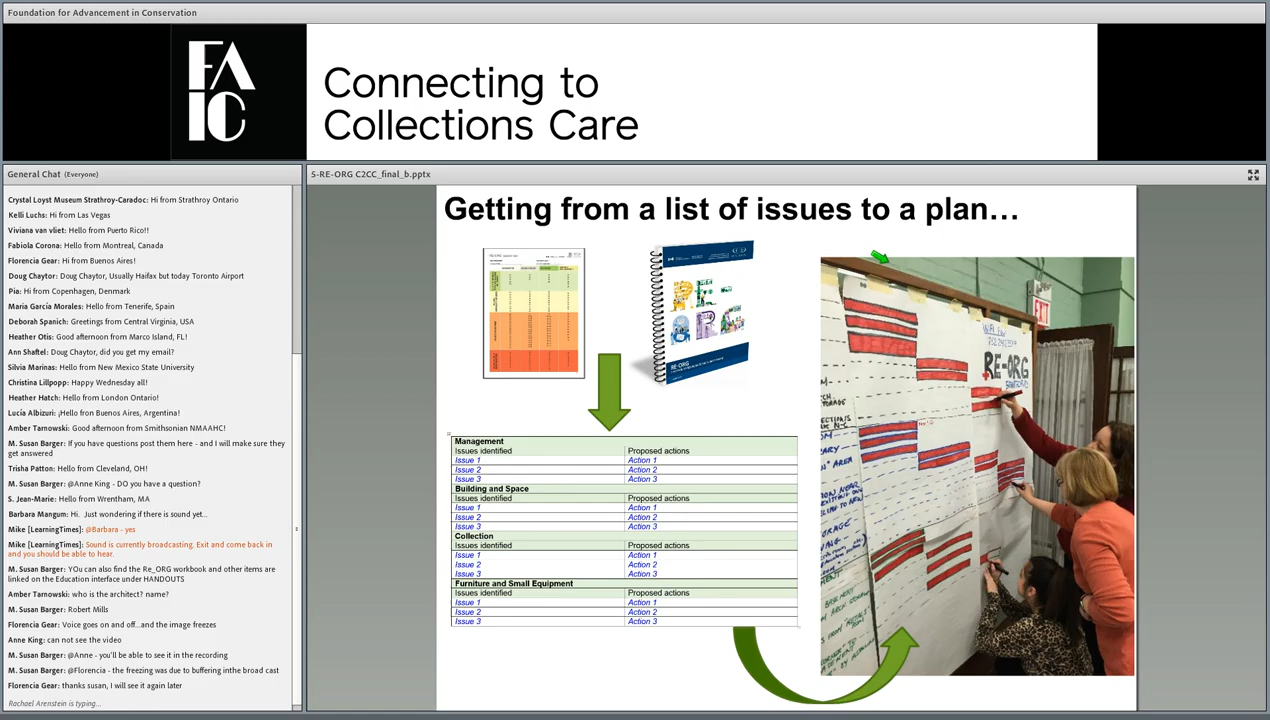 Foundation for Advancement in Conservation
FA
IC
Connecting to
Collections Care
General Chat (Everyone)
Crystal Loyst Museum Strathroy-Caradoc: Hi from Strathroy Ontario
Kelli Luchs: Hi from Las Vegas
Viviana van vliet: Hello from Puerto Rico!!
Fabiola Corona: Hello from Montreal, Canada
Florencia Gear: Hi from Buenos Aires!
Doug Chaytor: Doug Chaytor, Usually Haifax but today Toronto Airport
Pia: Hi from Copenhagen, Denmark
Maria García Morales: Hello from Tenerife, Spain
Deborah Spanich: Greetings from Central Virginia, USA
Heather Otis: Good afternoon from Marco Island, FL!
Ann Shaftel: Doug Chaytor, did you get my email?
Silvia Marinas: Hello from New Mexico State University
Christina Lillpopp: Happy Wednesday all!
Heather Hatch: Hello from London Ontario!
Lucía Albizuri: ¡Hello fron Buenos Aires, Argentina!
Amber Tarnowski: Good afternoon from Smithsonian NMAAHC!
M. Susan Barger: If you have questions post them here - and I will make sure they
get answered
Trisha Patton: Hello from Cleveland, OH!
M. Susan Barger: @Anne King - DO you have a question?
S. Jean-Marie: Hello from Wrentham, MA
Barbara Mangum: Hi. Just wondering if there is sound yet...
Mike [LearningTimes]: @Barbara - yes
Mike [LearningTimes]: Sound is currently broadcasting. Exit and come back in
and you should be able to hear.
M. Susan Barger: YOu can also find the Re_ORG workbook and other items are
linked on the Education interface under HANDOUTS
Amber Tarnowski: who is the architect? name?
M. Susan Barger: Robert Mills
Florencia Gear: Voice goes on and off...and the image freezes
Anne King: can not see the video
M. Susan Barger: @Anne - you'll be able to see it in the recording
M. Susan Barger: @Florencia - the freezing was due to buffering inthe broad cast
Florencia Gear: thanks susan, I will see it again later
Rachael Arenstein is typing...
5-RE-ORG C2CC_final_b.pptx
Getting from a list of issues to a plan…
RE-
ORG
RE-ORG
Management
Issues identified Proposed actions
Issue 1 Action 1
Issue 2 Action 2
Issue 3 Action 3
Building and Space
Issues identified Proposed actions
Issue 1 Action 1
Issue 2 Action 2
Issue 3 Action 3
Collection
Issues identified Proposed actions
Issue 1 Action 1
Issue 2 Action 2
Issue 3 Action 3
Furniture and Small Equipment
Issues identified Proposed actions
Issue 1 Action 1
Issue 2 Action 2
Issue 3 Action 3
EXIT
RE-ORG